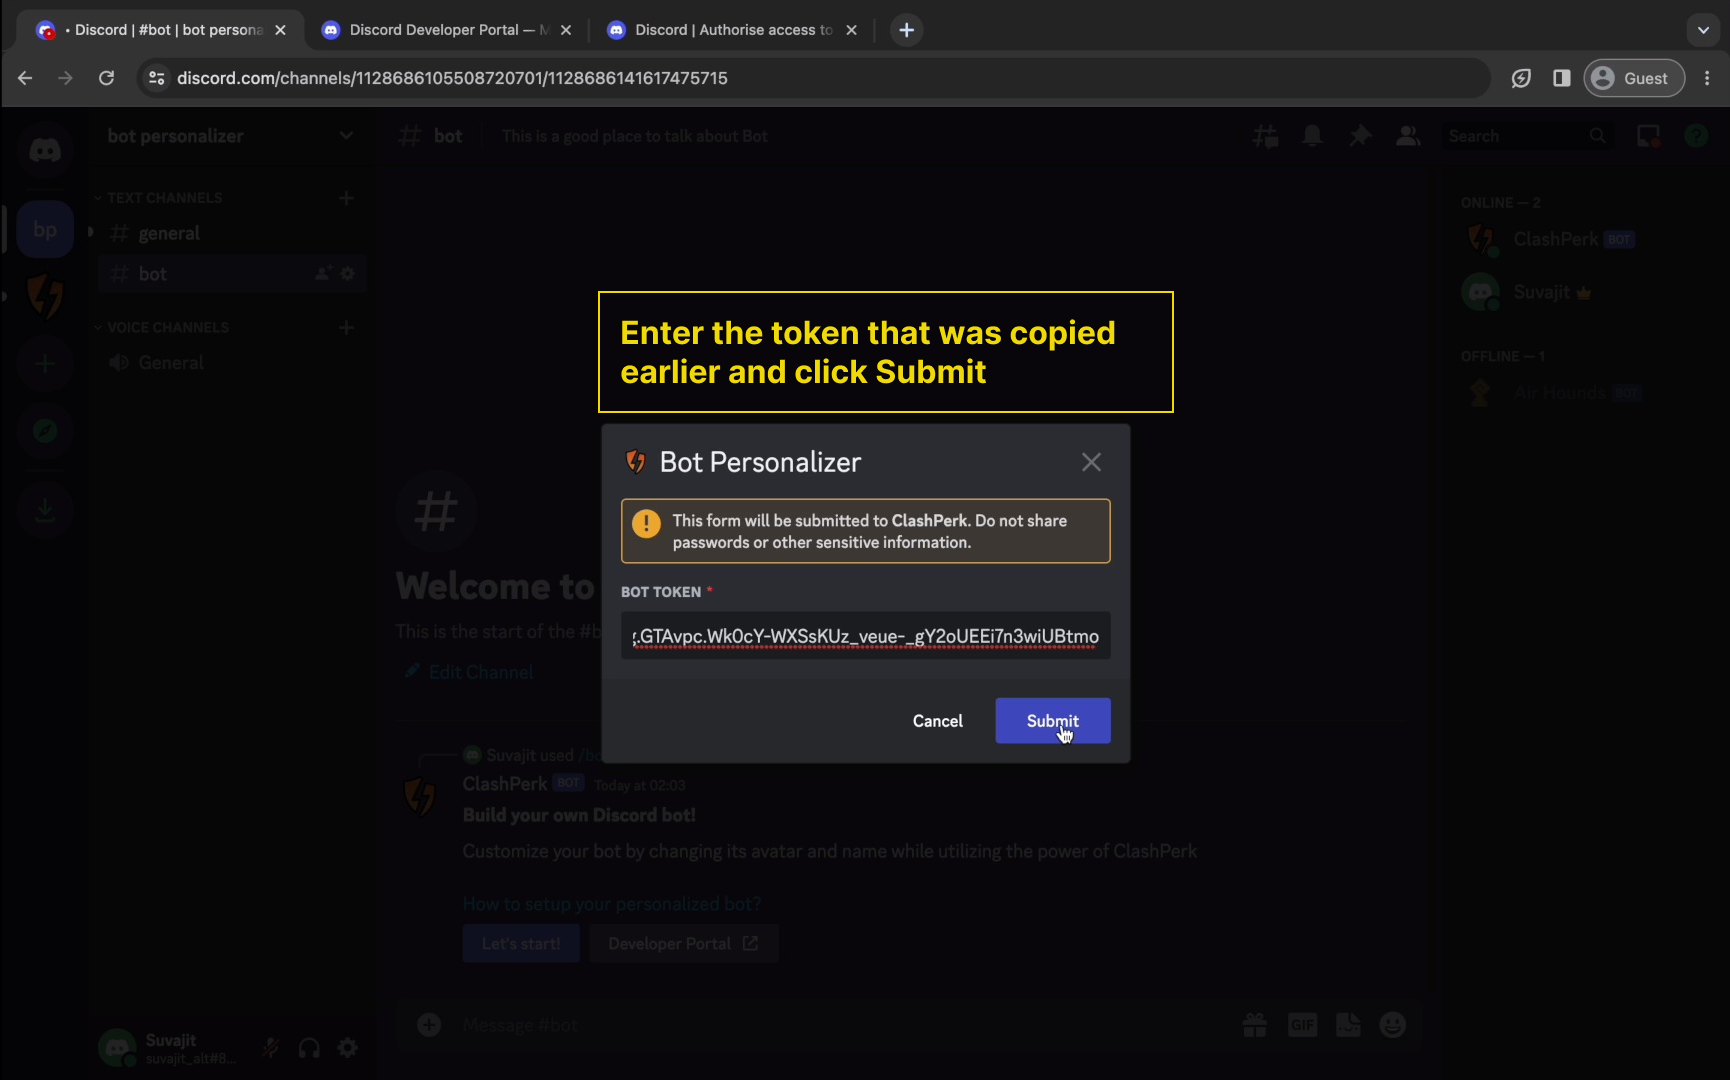 • Discord | #bot | bot persona
Discord Developer Portal — M
Discord | Authorise access to
discord.com/channels/1128686105508720701/1128686141617475715
Guest
bot personalizer
bot
This is a good place to talk about Bot
Search
TEXT CHANNELS
general
bot
VOICE CHANNELS
General
bp
ONLINE — 2
ClashPerk BOT
Suvajit
OFFLINE — 1
Air Hounds BOT
Enter the token that was copied
earlier and click Submit
Bot Personalizer
This form will be submitted to ClashPerk. Do not share
passwords or other sensitive information.
BOT TOKEN *
.GTAvpc.Wk0cY-WXSsKUz_veue-_gY2oUEEi7n3wiUBtmo
Cancel
Submit
Welcome to
This is the start of the #b
Edit Channel
Suvajit used /bo
ClashPerk BOT Today at 02:03
Build your own Discord bot!
Customize your bot by changing its avatar and name while utilizing the power of ClashPerk
How to setup your personalized bot?
Let's start!
Developer Portal
Message #bot
GIF
Suvajit
suvajit_alt#8...